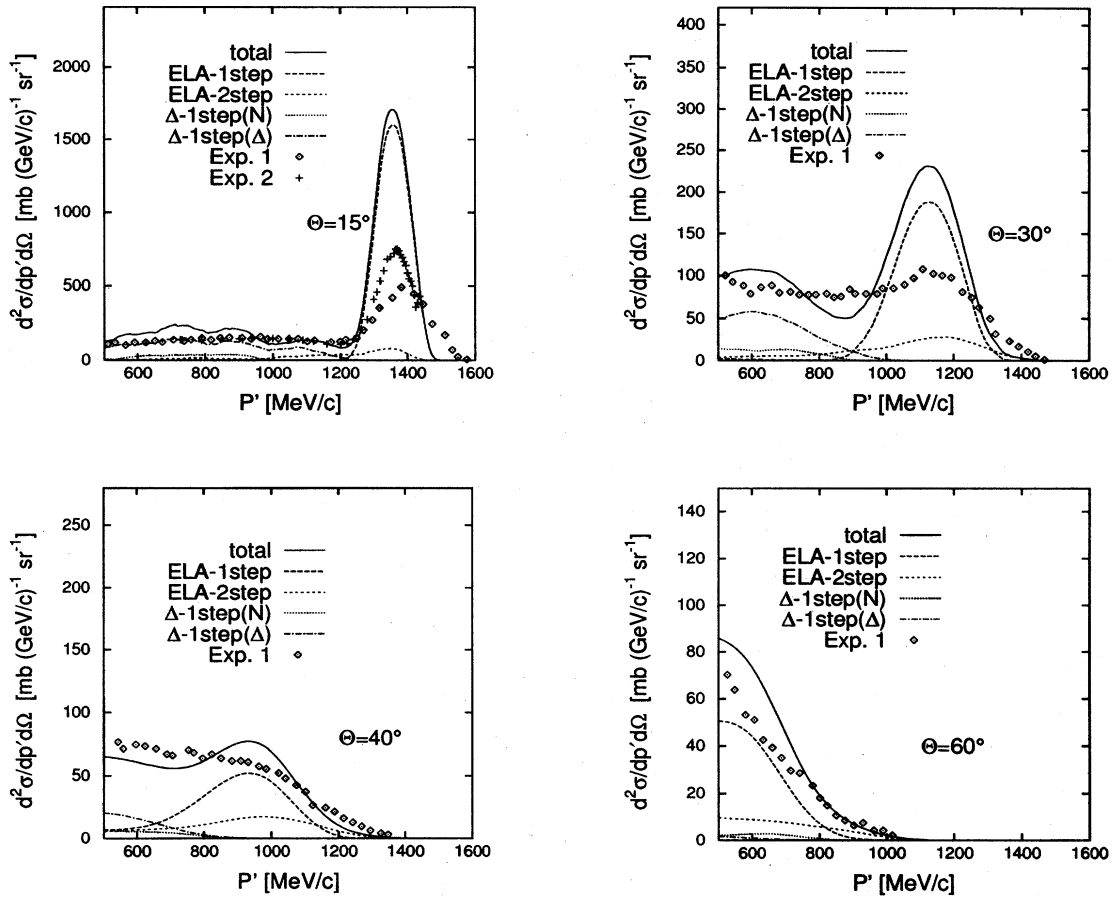 d²σ/dp'dΩ [mb (GeV/c)⁻¹ sr⁻¹]
2000
1500
1000
500
0
total
ELA-1step
ELA-2step
Δ-1step(N)
Δ-1step(Δ)
Exp. 1
Exp. 2
Θ=15°
600 800 1000 1200 1400 1600
P' [MeV/c]
d²σ/dp'dΩ [mb (GeV/c)⁻¹ sr⁻¹]
400
350
300
250
200
150
100
50
0
total
ELA-1step
ELA-2step
Δ-1step(N)
Δ-1step(Δ)
Exp. 1
Θ=30°
600 800 1000 1200 1400 1600
P' [MeV/c]
d²σ/dp'dΩ [mb (GeV/c)⁻¹ sr⁻¹]
250
200
150
100
50
0
total
ELA-1step
ELA-2step
Δ-1step(N)
Δ-1step(Δ)
Exp. 1
Θ=40°
600 800 1000 1200 1400 1600
P' [MeV/c]
d²σ/dp'dΩ [mb (GeV/c)⁻¹ sr⁻¹]
140
120
100
80
60
40
20
0
total
ELA-1step
ELA-2step
Δ-1step(N)
Δ-1step(Δ)
Exp. 1
Θ=60°
600 800 1000 1200 1400 1600
P' [MeV/c]